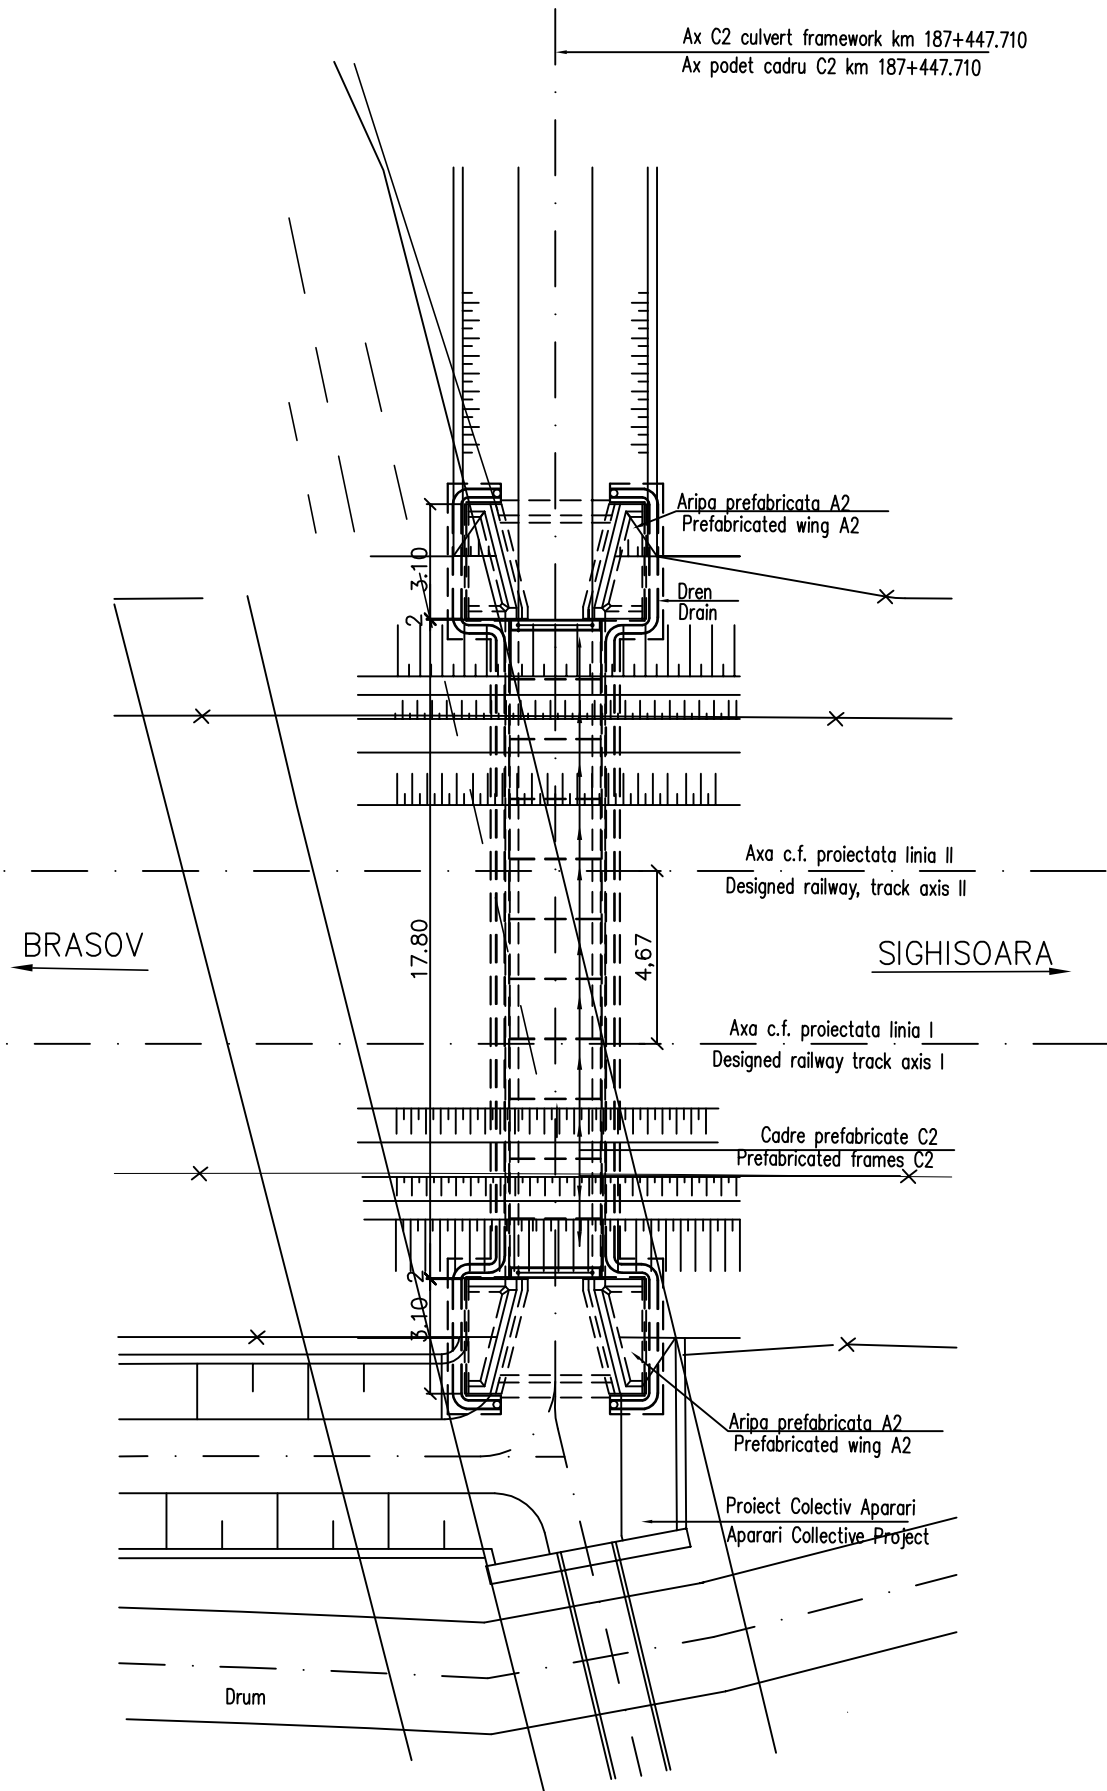 Ax C2 culvert framework km 187+447.710
Ax podet cadru C2 km 187+447.710
Aripa prefabricata A2
Prefabricated wing A2
3.10
Dren
Drain
2
Axa c.f. proiectata linia II
Designed railway, track axis II
BRASOV
17.80
4,67
SIGHISOARA
Axa c.f. proiectata linia I
Designed railway track axis I
Cadre prefabricate C2
Prefabricated frames C2
2
3.10
Aripa prefabricata A2
Prefabricated wing A2
Proiect Colectiv Aparari
Aparari Collective Project
Drum